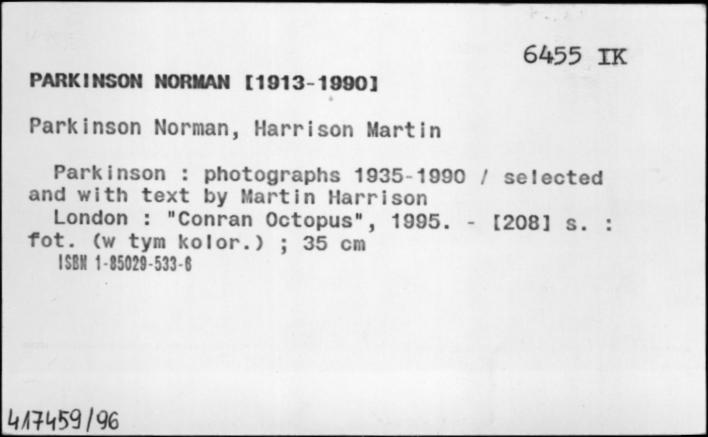 6455 IK
PARKINSON NORMAN [1913-1990]
Parkinson Norman, Harrison Martin
Parkinson : photographs 1935-1990 / selected
and with text by Martin Harrison
London : "Conran Octopus", 1995. - [208] s. :
fot. (w tym kolor.) ; 35 cm
ISBN 1-85029-533-6
417459/96